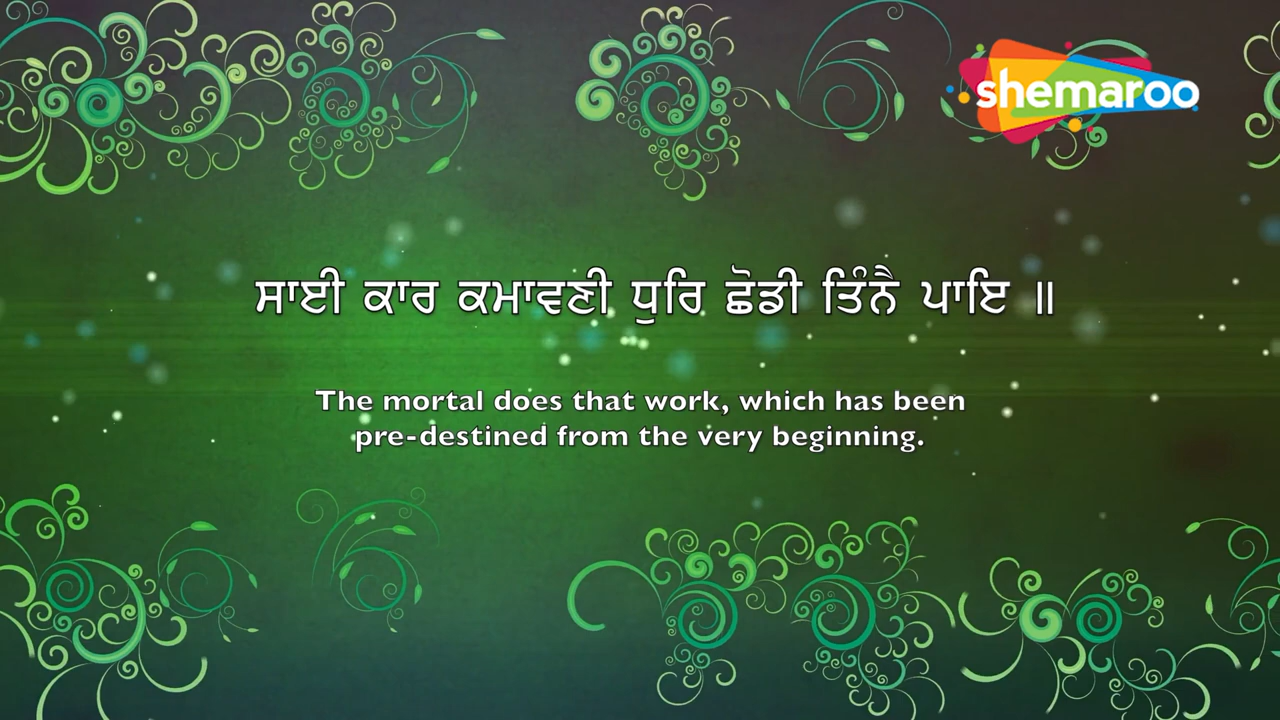 shemaroo
ਸਾਈ ਕਾਰ ਕਮਾਵਣੀ ਧੁਰਿ ਛੋਡੀ ਤਿੰਨੈ ਪਾਇ ॥
The mortal does that work, which has been
pre-destined from the very beginning.